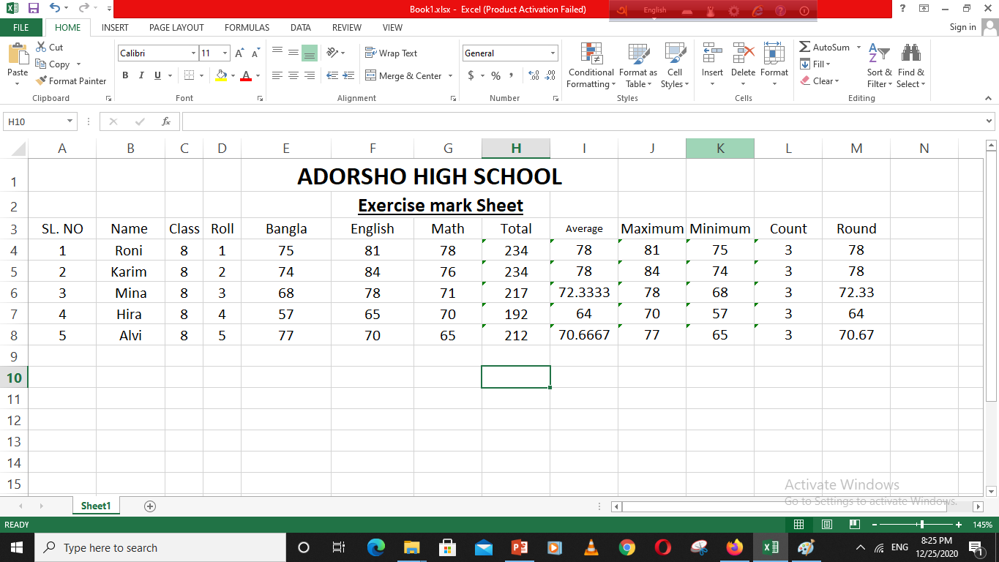 Book1.xlsx - Excel (Product Activation Failed)
English
FILE HOME INSERT PAGE LAYOUT FORMULAS DATA REVIEW VIEW Sign in
Paste Cut Copy Format Painter Clipboard
Calibri 11 B I U Font
Wrap Text Merge & Center Alignment
General $ % , Number
Conditional Formatting Format as Table Cell Styles Styles
Insert Delete Format Cells
AutoSum Fill Clear Sort & Filter Find & Select Editing
H10 fx
A B C D E F G H I J K L M N
1 ADORSHO HIGH SCHOOL
2 Exercise mark Sheet
3 SL. NO Name Class Roll Bangla English Math Total Average Maximum Minimum Count Round
4 1 Roni 8 1 75 81 78 234 78 81 75 3 78
5 2 Karim 8 2 74 84 76 234 78 84 74 3 78
6 3 Mina 8 3 68 78 71 217 72.3333 78 68 3 72.33
7 4 Hira 8 4 57 65 70 192 64 70 57 3 64
8 5 Alvi 8 5 77 70 65 212 70.6667 77 65 3 70.67
9
10
11
12
13
14
15
Activate Windows
Go to Settings to activate Windows.
Sheet1
READY 145%
Type here to search ENG 8:25 PM
12/25/2020 1